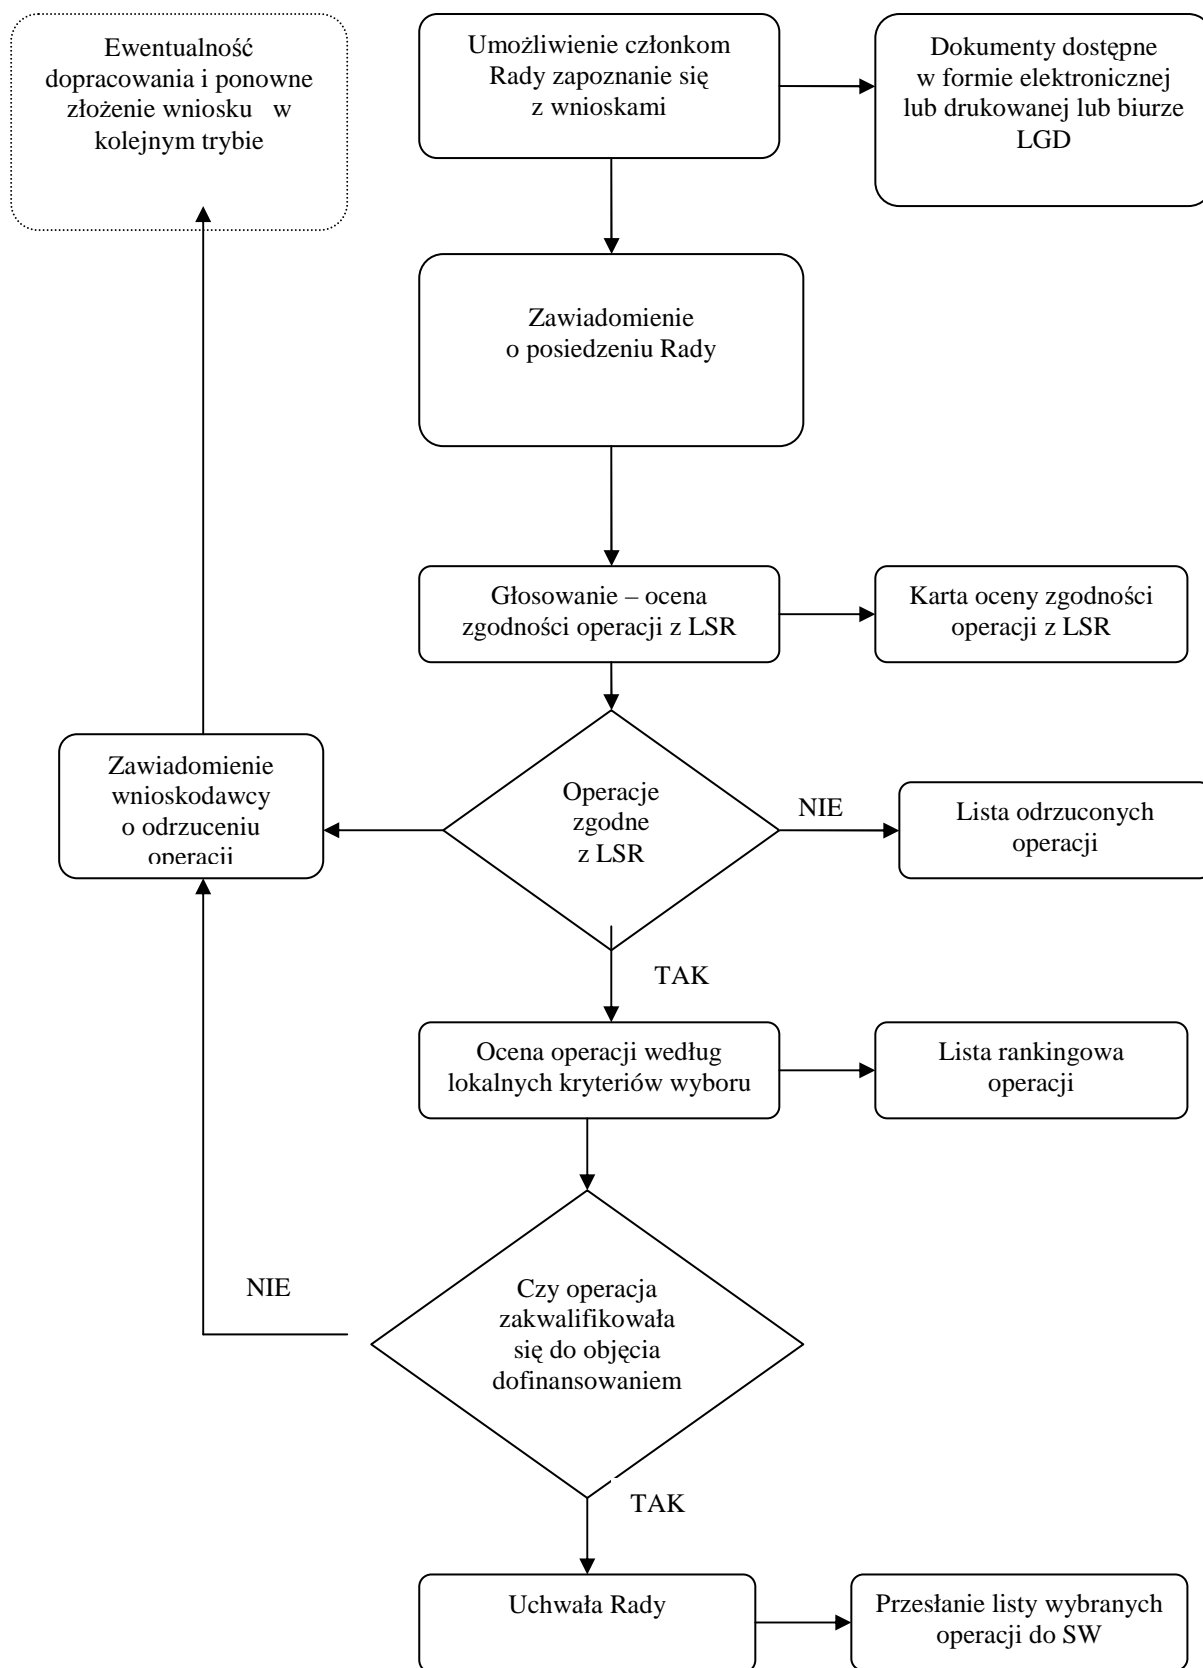 Ewentualność
dopracowania i ponowne
złożenie wniosku w
kolejnym trybie
Umożliwienie członkom
Rady zapoznanie się
z wnioskami
Dokumenty dostępne
w formie elektronicznej
lub drukowanej lub biurze
LGD
Zawiadomienie
o posiedzeniu Rady
Głosowanie – ocena
zgodności operacji z LSR
Karta oceny zgodności
operacji z LSR
Zawiadomienie
wnioskodawcy
o odrzuceniu
operacji
Operacje
zgodne
z LSR
NIE
Lista odrzuconych
operacji
TAK
Ocena operacji według
lokalnych kryteriów wyboru
Lista rankingowa
operacji
NIE
Czy operacja
zakwalifikowała
się do objęcia
dofinansowaniem
TAK
Uchwała Rady
Przesłanie listy wybranych
operacji do SW